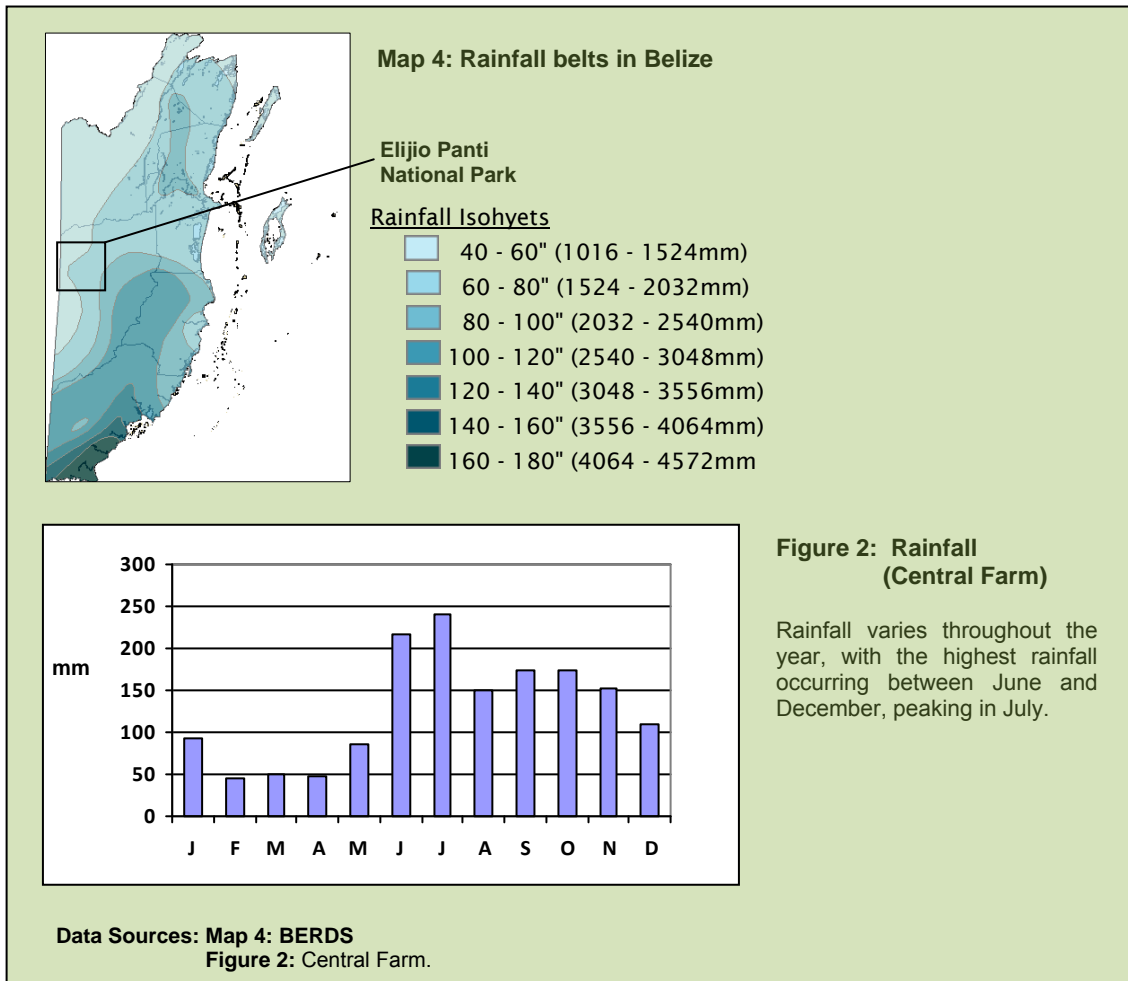 Map 4: Rainfall belts in Belize
Elijio Panti
National Park
Rainfall Isohyets
40 - 60" (1016 - 1524mm)
60 - 80" (1524 - 2032mm)
80 - 100" (2032 - 2540mm)
100 - 120" (2540 - 3048mm)
120 - 140" (3048 - 3556mm)
140 - 160" (3556 - 4064mm)
160 - 180" (4064 - 4572mm
300
250
200
150
100
50
0
mm
J F M A M J J A S O N D
Figure 2: Rainfall
(Central Farm)
Rainfall varies throughout the
year, with the highest rainfall
occurring between June and
December, peaking in July.
Data Sources: Map 4: BERDS
Figure 2: Central Farm.